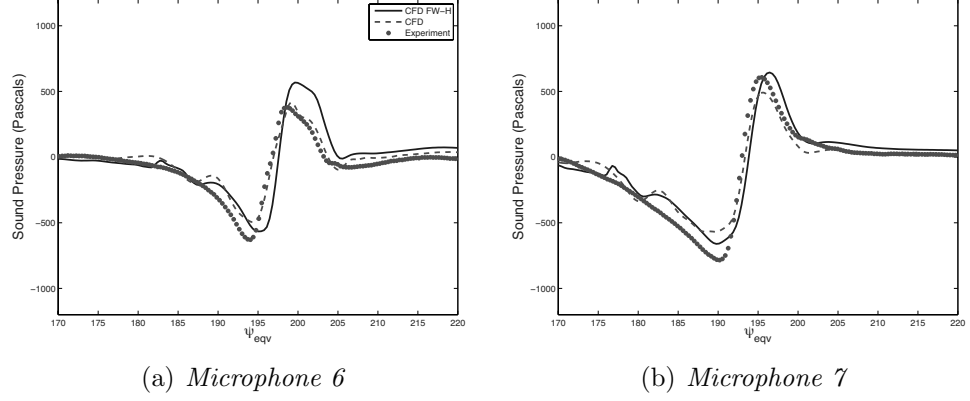 CFD FW-H
CFD
Experiment
1000
500
0
−500
−1000
Sound Pressure (Pascals)
170 175 180 185 190 195 200 205 210 215 220
Ψeqv
(a) Microphone 6
1000
500
0
−500
−1000
Sound Pressure (Pascals)
170 175 180 185 190 195 200 205 210 215 220
Ψeqv
(b) Microphone 7